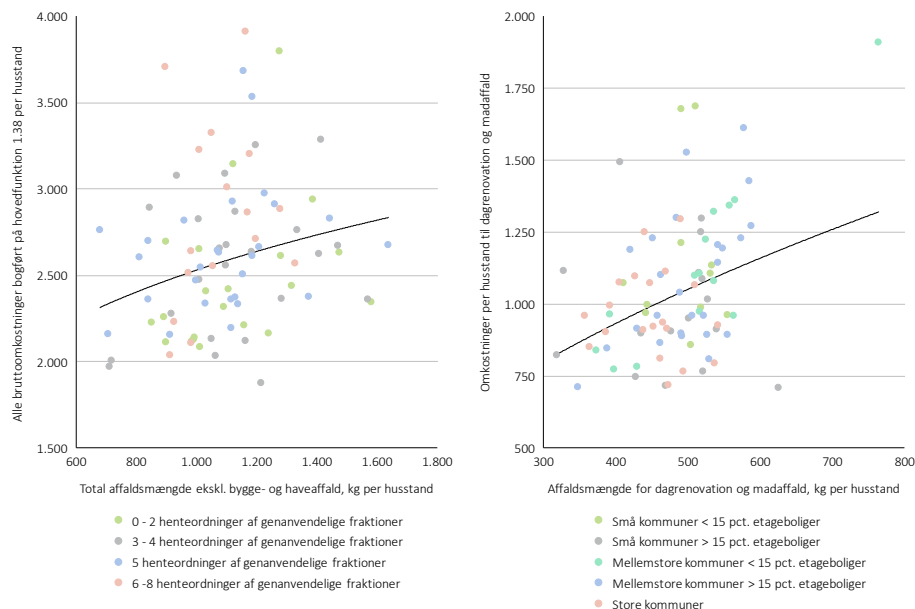 Alle bruttoomkostninger bogført på hovedfunktion 1.38 per husstand
4.000
3.500
3.000
2.500
2.000
1.500
600
800
1.000
1.200
1.400
1.600
1.800
Total affaldsmængde ekskl. bygge- og haveaffald, kg per husstand
0 - 2 henteordninger af genanvendelige fraktioner
3 - 4 henteordninger af genanvendelige fraktioner
5 henteordninger af genanvendelige fraktioner
6 -8 henteordninger af genanvendelige fraktioner
Omkostninger per husstand til dagrenovation og madaffald
2.000
1.750
1.500
1.250
1.000
750
500
300
400
500
600
700
800
Affaldsmængde for dagrenovation og madaffald, kg per husstand
Små kommuner < 15 pct. etageboliger
Små kommuner > 15 pct. etageboliger
Mellemstore kommuner < 15 pct. etageboliger
Mellemstore kommuner > 15 pct. etageboliger
Store kommuner